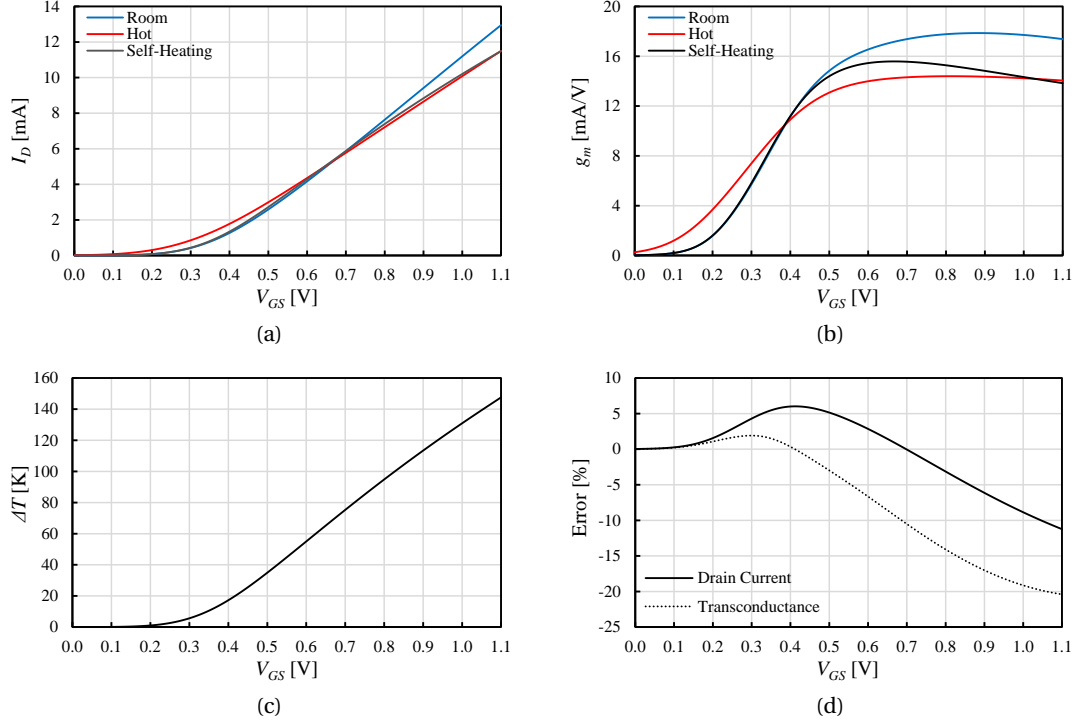 14
12
10
8
6
4
2
0
I_D [mA]
Room
Hot
Self-Heating
0.0 0.1 0.2 0.3 0.4 0.5 0.6 0.7 0.8 0.9 1.0 1.1
V_GS [V]
(a)
20
16
12
8
4
0
g_m [mA/V]
Room
Hot
Self-Heating
0.0 0.1 0.2 0.3 0.4 0.5 0.6 0.7 0.8 0.9 1.0 1.1
V_GS [V]
(b)
160
140
120
100
80
60
40
20
0
ΔT [K]
0.0 0.1 0.2 0.3 0.4 0.5 0.6 0.7 0.8 0.9 1.0 1.1
V_GS [V]
(c)
10
5
0
-5
-10
-15
-20
-25
Error [%]
Drain Current
Transconductance
0.0 0.1 0.2 0.3 0.4 0.5 0.6 0.7 0.8 0.9 1.0 1.1
V_GS [V]
(d)